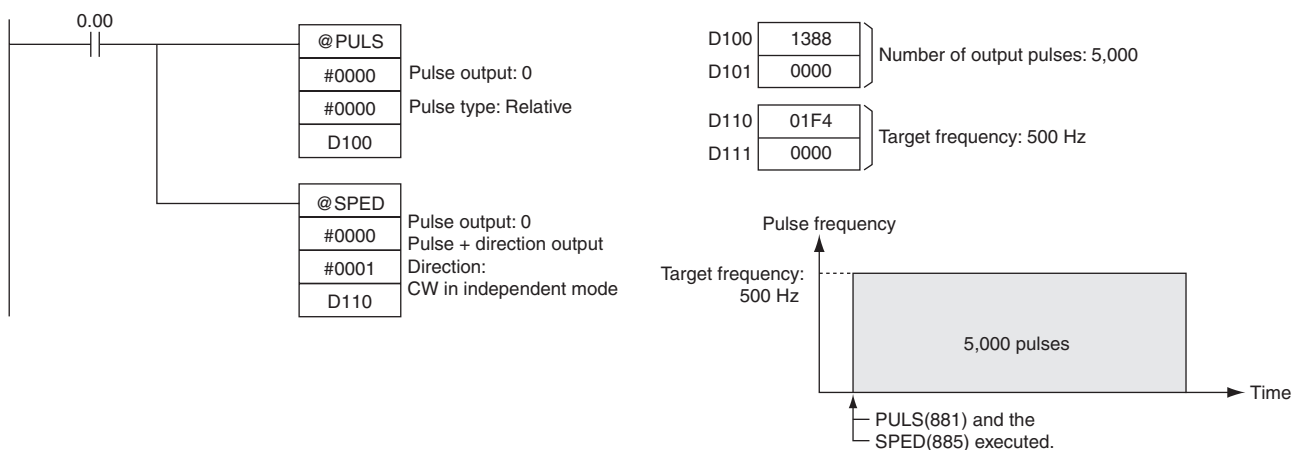 0.00
@PULS
#0000 Pulse output: 0
#0000 Pulse type: Relative
D100
@SPED
#0000
#0001
D110
Pulse output: 0
Pulse + direction output
Direction:
CW in independent mode
D100 1388
D101 0000
Number of output pulses: 5,000
D110 01F4
D111 0000
Target frequency: 500 Hz
Pulse frequency
Target frequency:
500 Hz
5,000 pulses
Time
PULS(881) and the
SPED(885) executed.